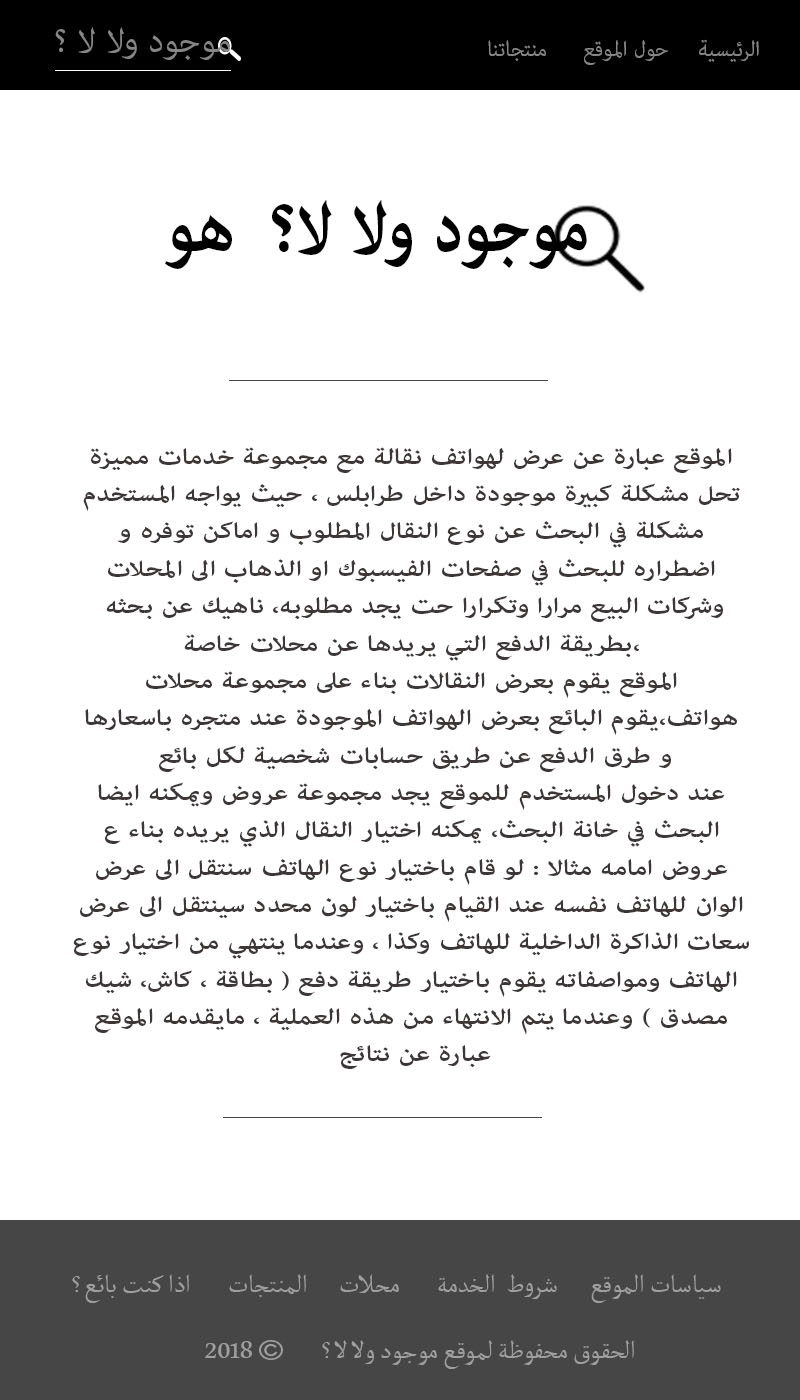 الرئيسية
حول الموقع
منتجاتنا
موجود ولا لا ؟
موجود ولا لا؟ هو
الموقع عبارة عن عرض لهواتف نقالة مع مجموعة خدمات مميزة
تحل مشكلة كبيرة موجودة داخل طرابلس ، حيث يواجه المستخدم
مشكلة في البحث عن نوع النقال المطلوب و اماكن توفره و
اضطراره للبحث في صفحات الفيسبوك او الذهاب الى المحلات
وشركات البيع مرارا وتكرارا حت يجد مطلوبه، ناهيك عن بحثه
،بطريقة الدفع التي يريدها عن محلات خاصة
الموقع يقوم بعرض النقالات بناء على مجموعة محلات
هواتف،يقوم البائع بعرض الهواتف الموجودة عند متجره باسعارها
و طرق الدفع عن طريق حسابات شخصية لكل بائع
عند دخول المستخدم للموقع يجد مجموعة عروض ويمكنه ايضا
البحث في خانة البحث، يمكنه اختيار النقال الذي يريده بناء ع
عروض امامه مثالا : لو قام باختيار نوع الهاتف سنتقل الى عرض
الوان للهاتف نفسه عند القيام باختيار لون محدد سينتقل الى عرض
سعات الذاكرة الداخلية للهاتف وكذا ، وعندما ينتهي من اختيار نوع
الهاتف ومواصفاته يقوم باختيار طريقة دفع ( بطاقة ، كاش، شيك
مصدق ) وعندما يتم الانتهاء من هذه العملية ، مايقدمه الموقع
عبارة عن نتائج
سياسات الموقع
شروط الخدمة
محلات
المنتجات
اذا كنت بائع ؟
الحقوق محفوظة لموقع موجود ولا لا ؟ © 2018